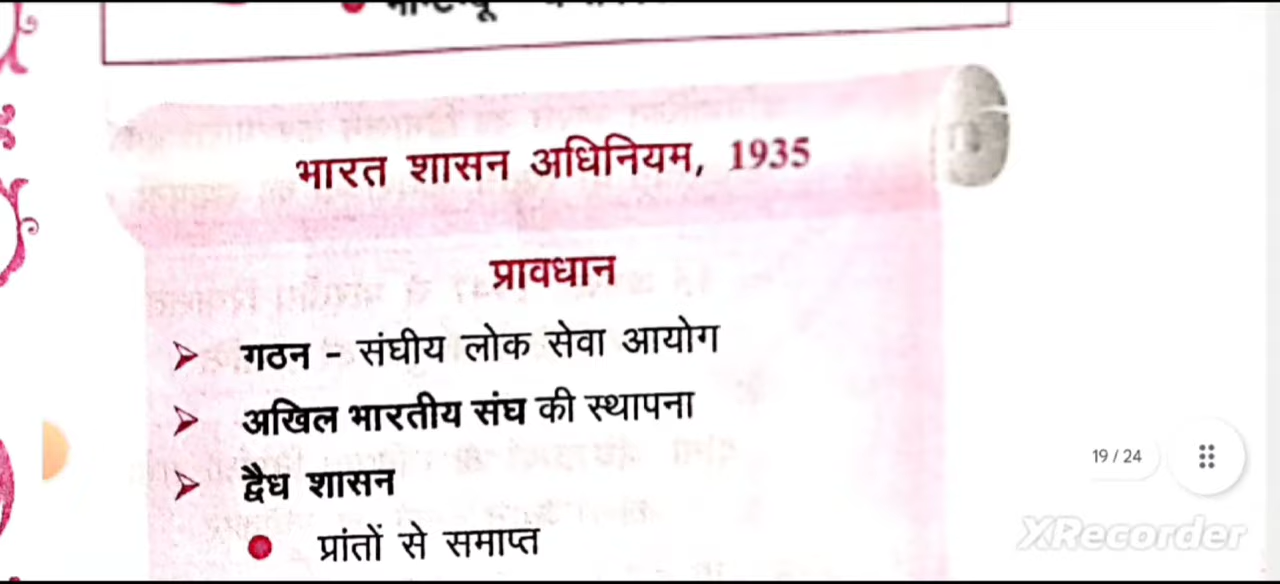 भारत शासन अधिनियम, 1935
प्रावधान
➢ गठन – संघीय लोक सेवा आयोग
➢ अखिल भारतीय संघ की स्थापना
➢ द्वैध शासन
● प्रांतों से समाप्त
19 / 24
XRecorder